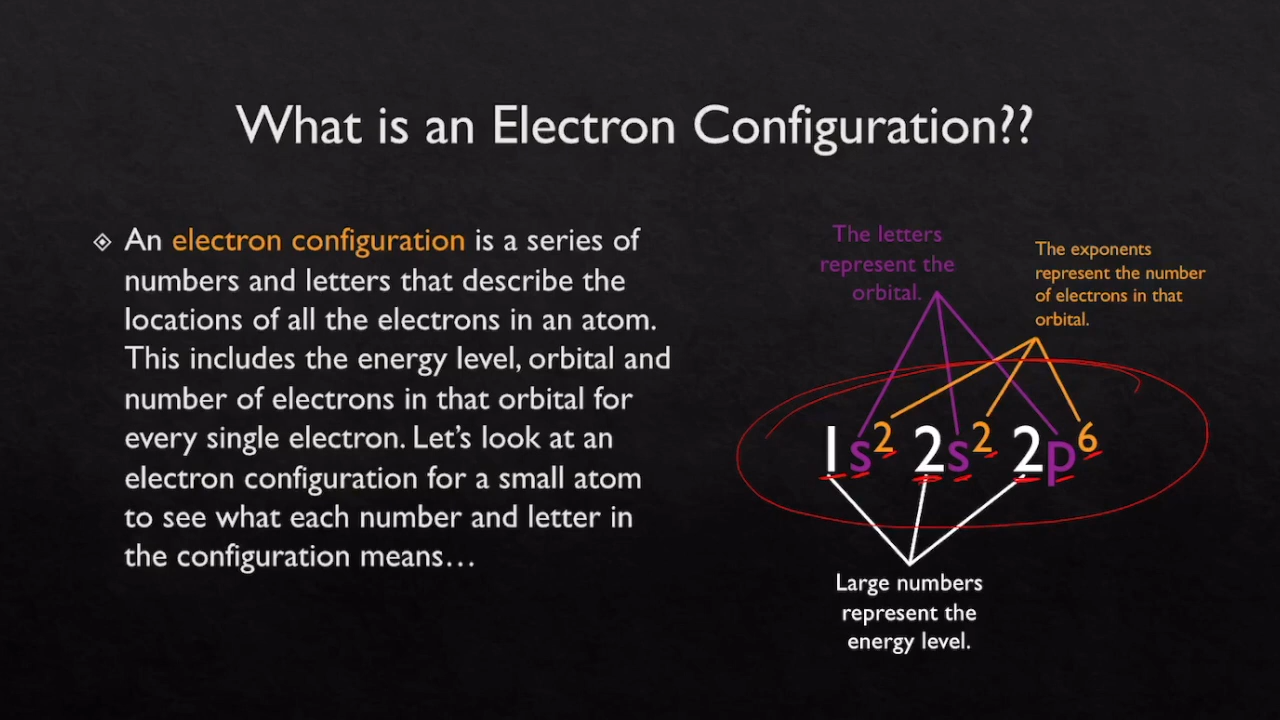 What is an Electron Configuration??
An electron configuration is a series of
numbers and letters that describe the
locations of all the electrons in an atom.
This includes the energy level, orbital and
number of electrons in that orbital for
every single electron. Let’s look at an
electron configuration for a small atom
to see what each number and letter in
the configuration means…
The letters
represent the
orbital.
The exponents
represent the number
of electrons in that
orbital.
1s² 2s² 2p⁶
Large numbers
represent the
energy level.